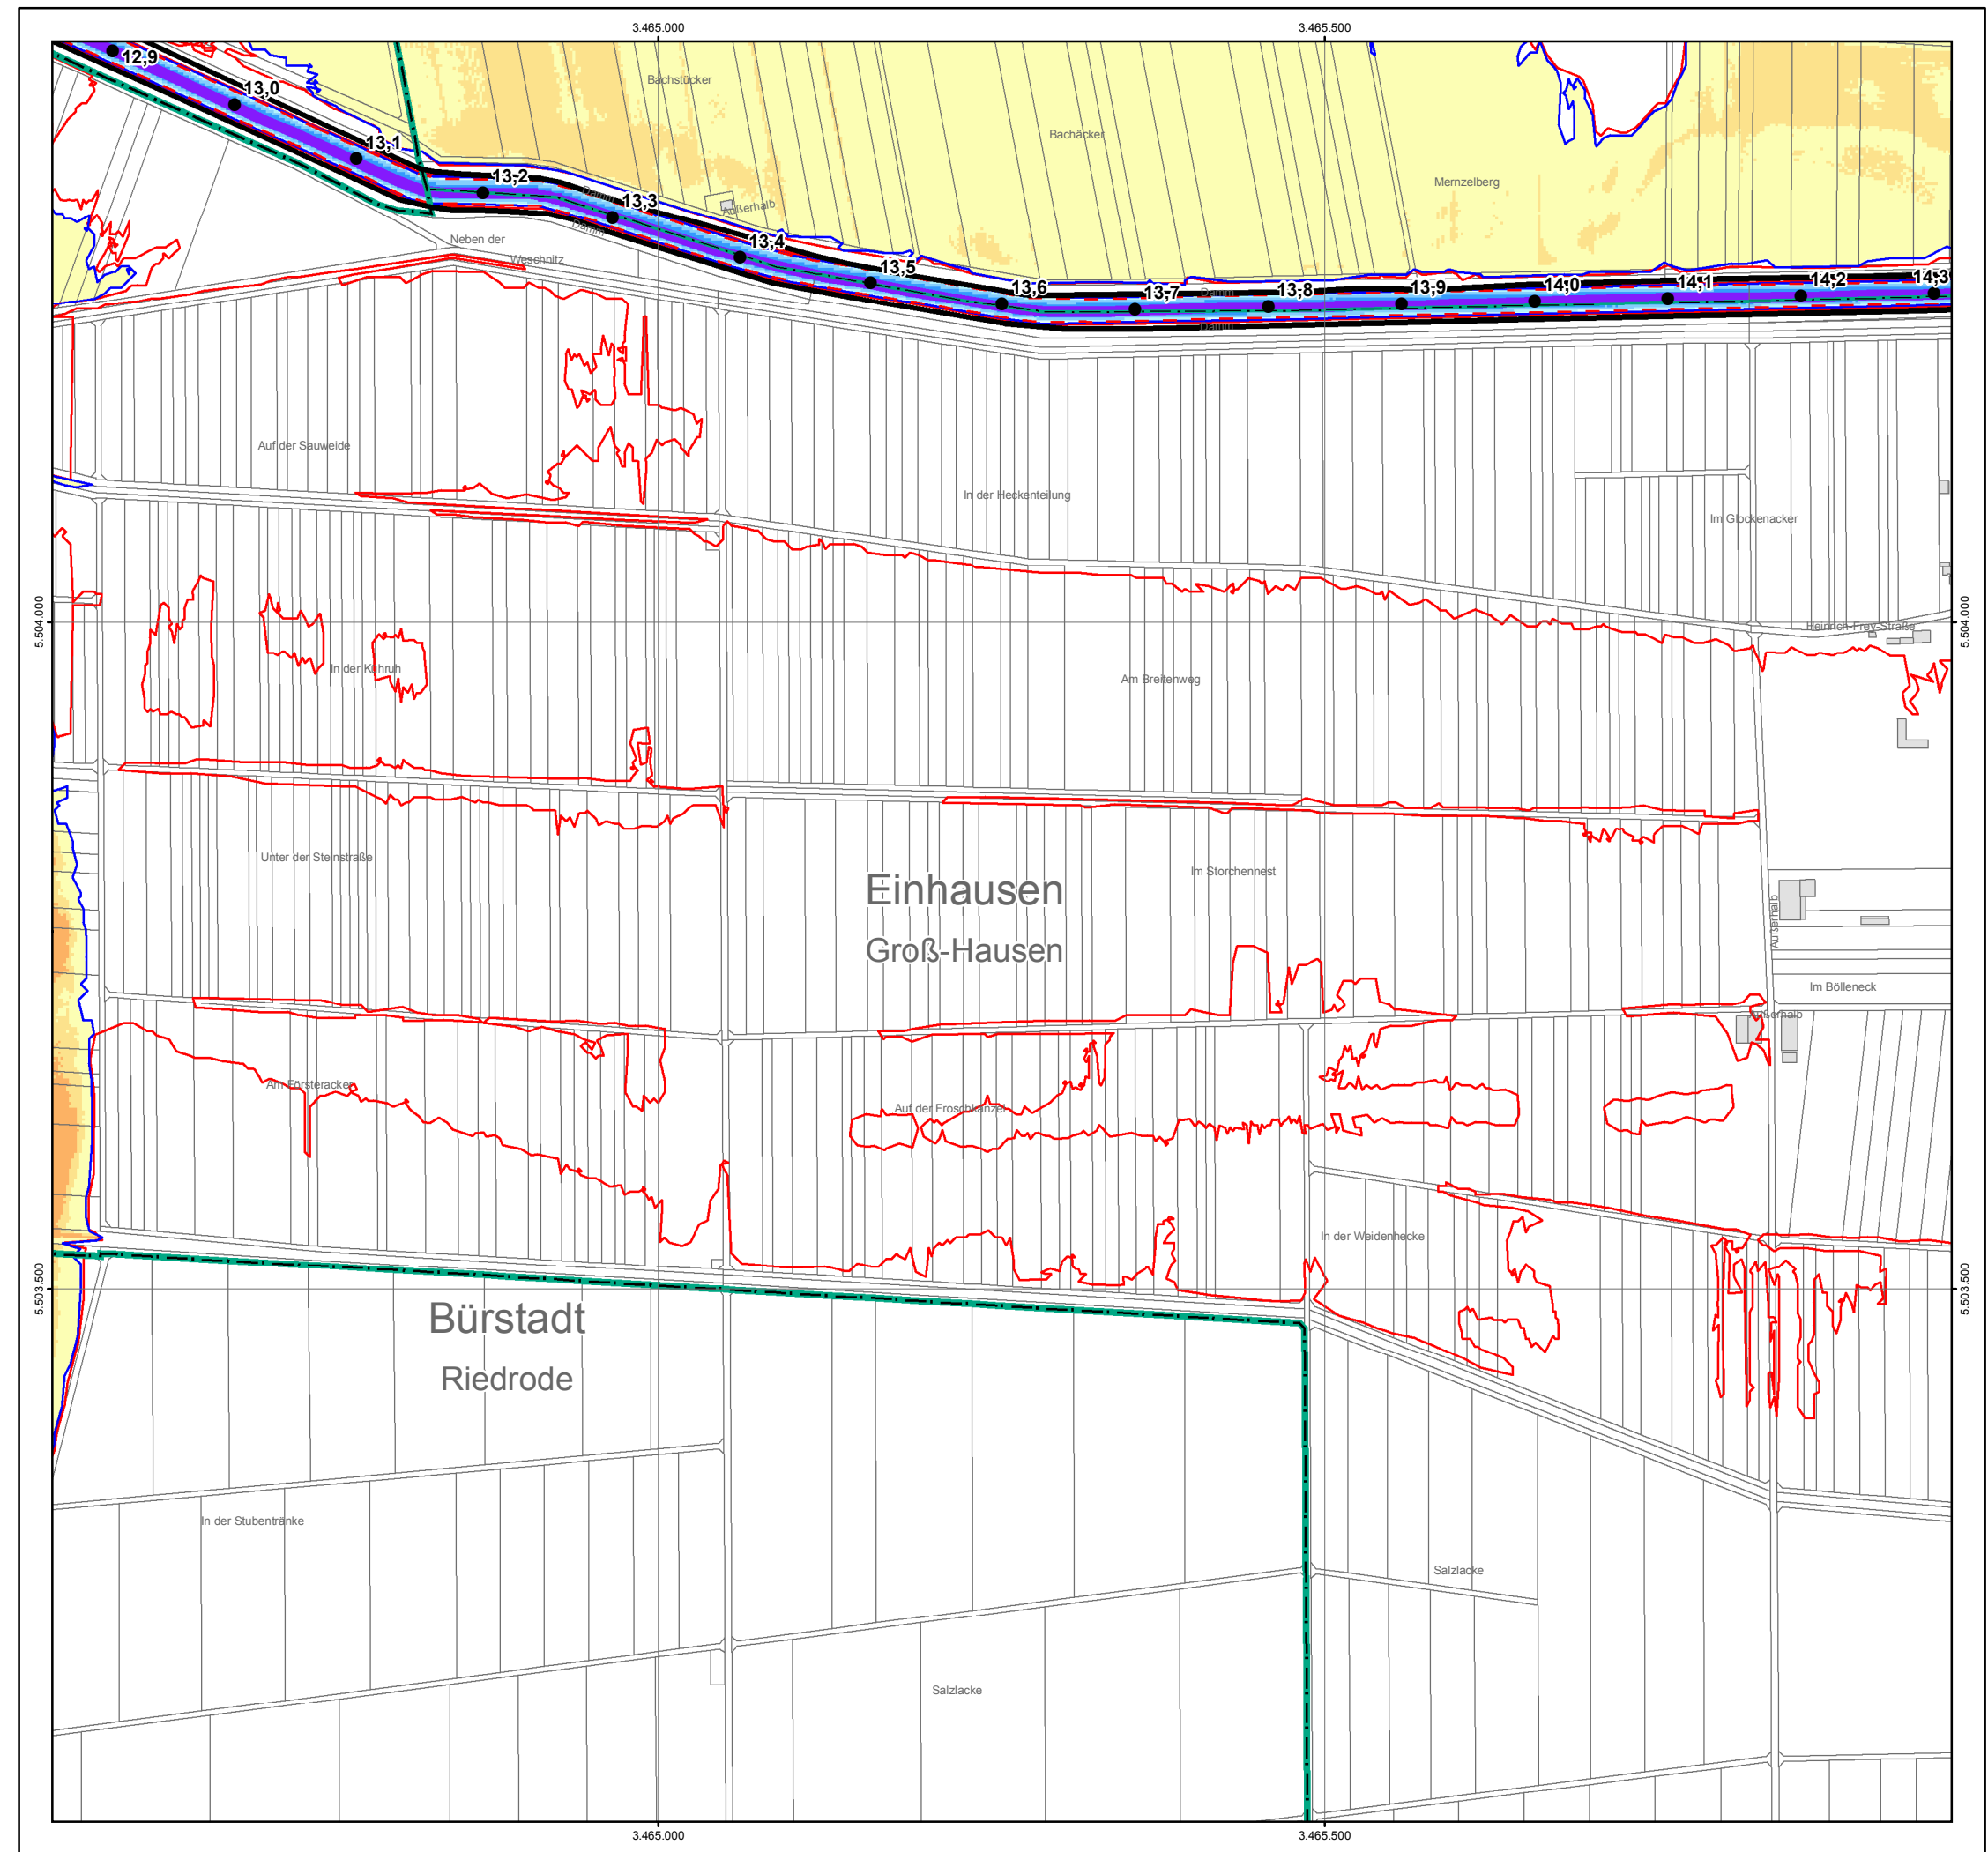 3.465.000
3.465.500
12,9
13,0
13,1
13,2
13,3
13,4
13,5
13,6
13,7
13,8
13,9
14,0
14,1
14,2
14,3
Bachstücker
Bachäcker
Mernzelberg
Außerhalb
Damm
Damm
Damm
Damm
Neben der
Weschnitz
Auf der Sauweide
In der Heckenteilung
Im Glockenacker
5.504.000
5.504.000
Heinrich-Frey-Straße
In der Kuhruh
Am Breitenweg
Unter der Steinstraße
Im Storchennest
Einhausen
Groß-Hausen
Außerhalb
Im Bölleneck
Außerhalb
Am Försteracker
Auf der Froschkanzel
In der Weidenhecke
5.503.500
5.503.500
Bürstadt
Riedrode
In der Stubentränke
Salzlacke
Salzlacke
3.465.000
3.465.500